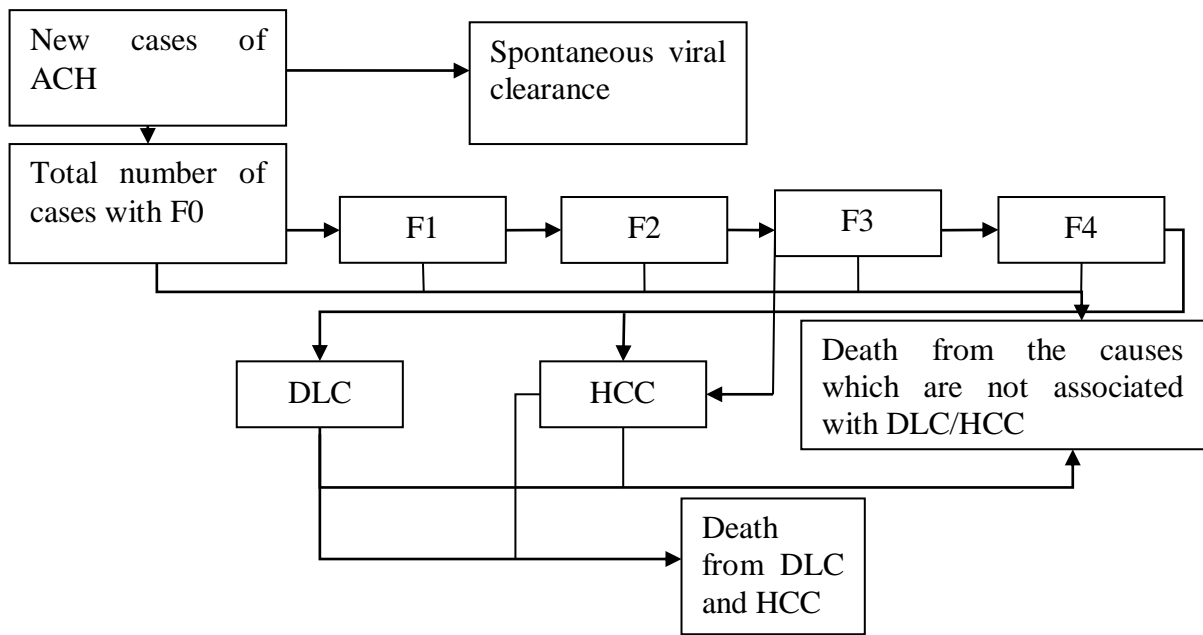 New cases of
ACH
Spontaneous viral
clearance
Total number of
cases with F0
F1
F2
F3
F4
DLC
HCC
Death from the causes
which are not associated
with DLC/HCC
Death
from DLC
and HCC